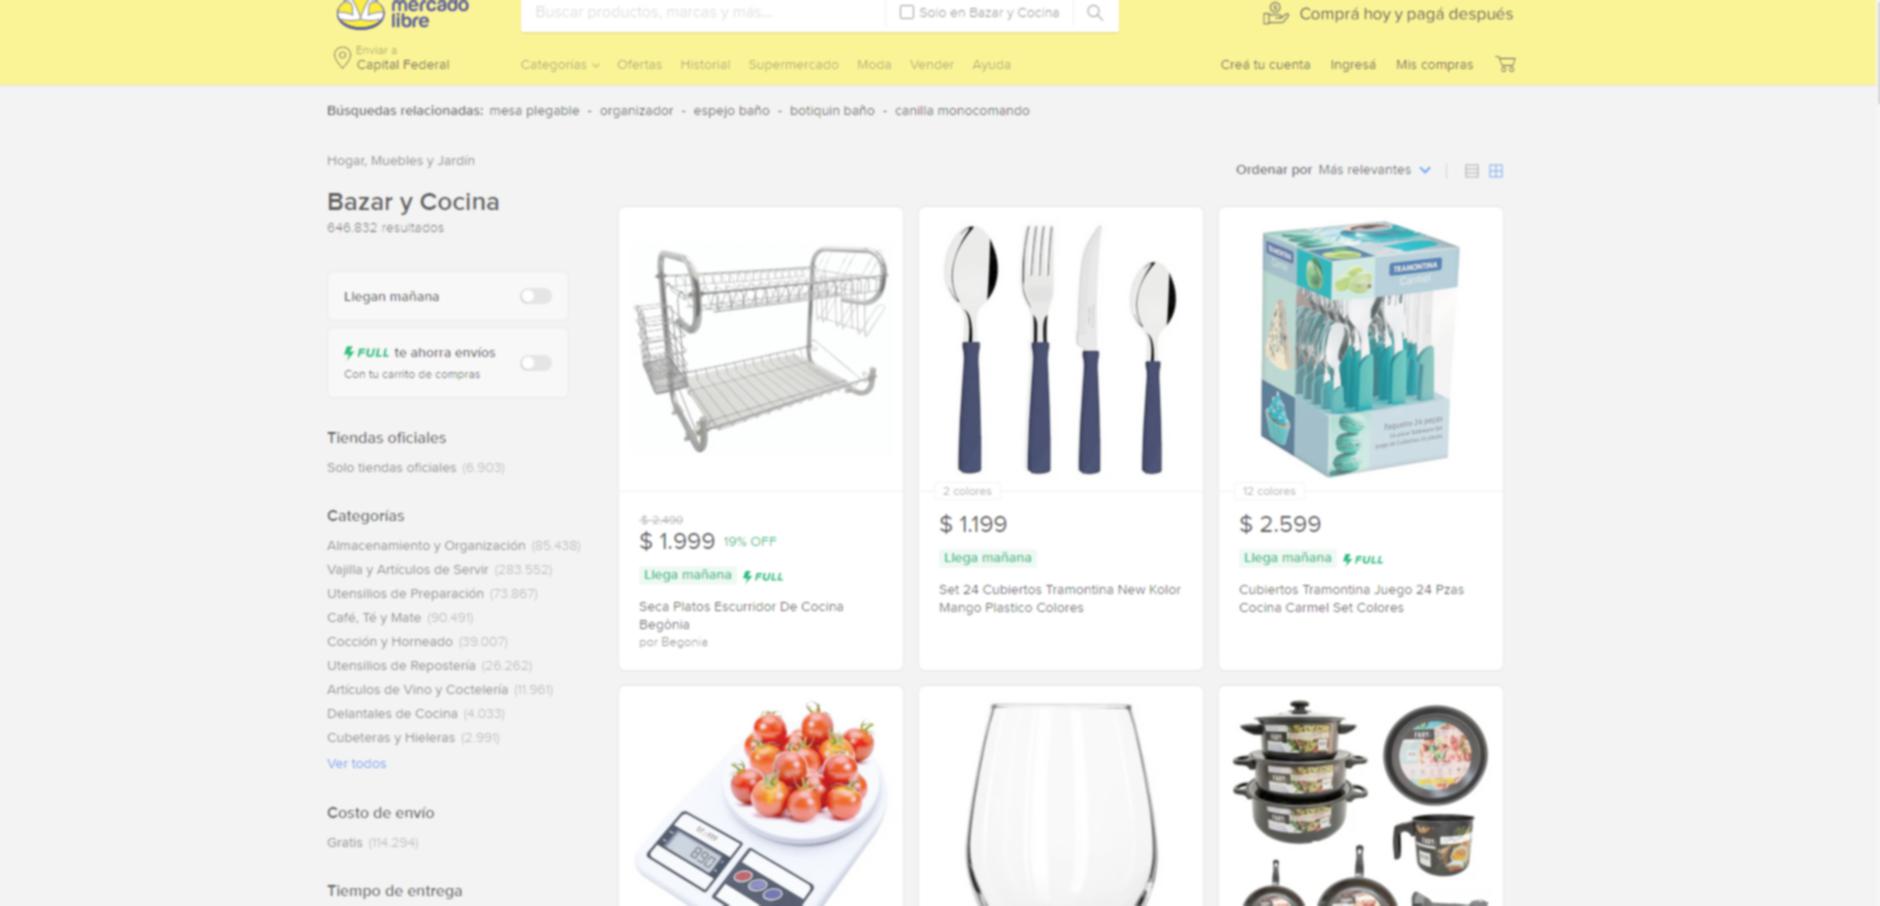 mercado
libre
Buscar productos, marcas y más...
Solo en Bazar y Cocina
Comprá hoy y pagá después
Enviar a
Capital Federal
Categorías Ofertas Historial Supermercado Moda Vender Ayuda
Creá tu cuenta Ingresá Mis compras
Búsquedas relacionadas: mesa plegable - organizador - espejo baño - botiquin baño - canilla monocomando
Hogar, Muebles y Jardín
Ordenar por Más relevantes
Bazar y Cocina
646.832 resultados
Llegan mañana
FULL te ahorra envíos
Con tu carrito de compras
Tiendas oficiales
Solo tiendas oficiales (6.903)
Categorías
Almacenamiento y Organización (85.438)
Vajilla y Artículos de Servir (283.552)
Utensilios de Preparación (73.867)
Café, Té y Mate (90.491)
Cocción y Horneado (39.007)
Utensilios de Repostería (26.262)
Artículos de Vino y Coctelería (11.961)
Delantales de Cocina (4.033)
Cubeteras y Hieleras (2.991)
Ver todos
Costo de envío
Gratis (114.294)
Tiempo de entrega
$ 2.490
$ 1.999 19% OFF
Llega mañana FULL
Seca Platos Escurridor De Cocina
Begónia
por Begonia
2 colores
$ 1.199
Llega mañana
Set 24 Cubiertos Tramontina New Kolor
Mango Plastico Colores
TRAMONTINA
TRAMONTINA
Carmel
12 colores
$ 2.599
Llega mañana FULL
Cubiertos Tramontina Juego 24 Pzas
Cocina Carmel Set Colores
890